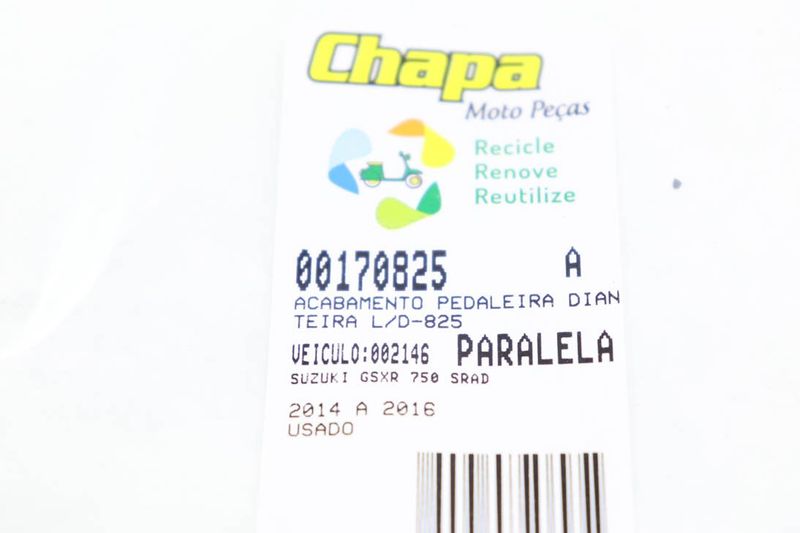 Chapa
Moto Peças
Recicle
Renove
Reutilize
00170825 A
ACABAMENTO PEDALEIRA DIAN
TEIRA L/D-825
VEICULO:002146 PARALELA
SUZUKI GSXR 750 SRAD
2014 A 2016
USADO